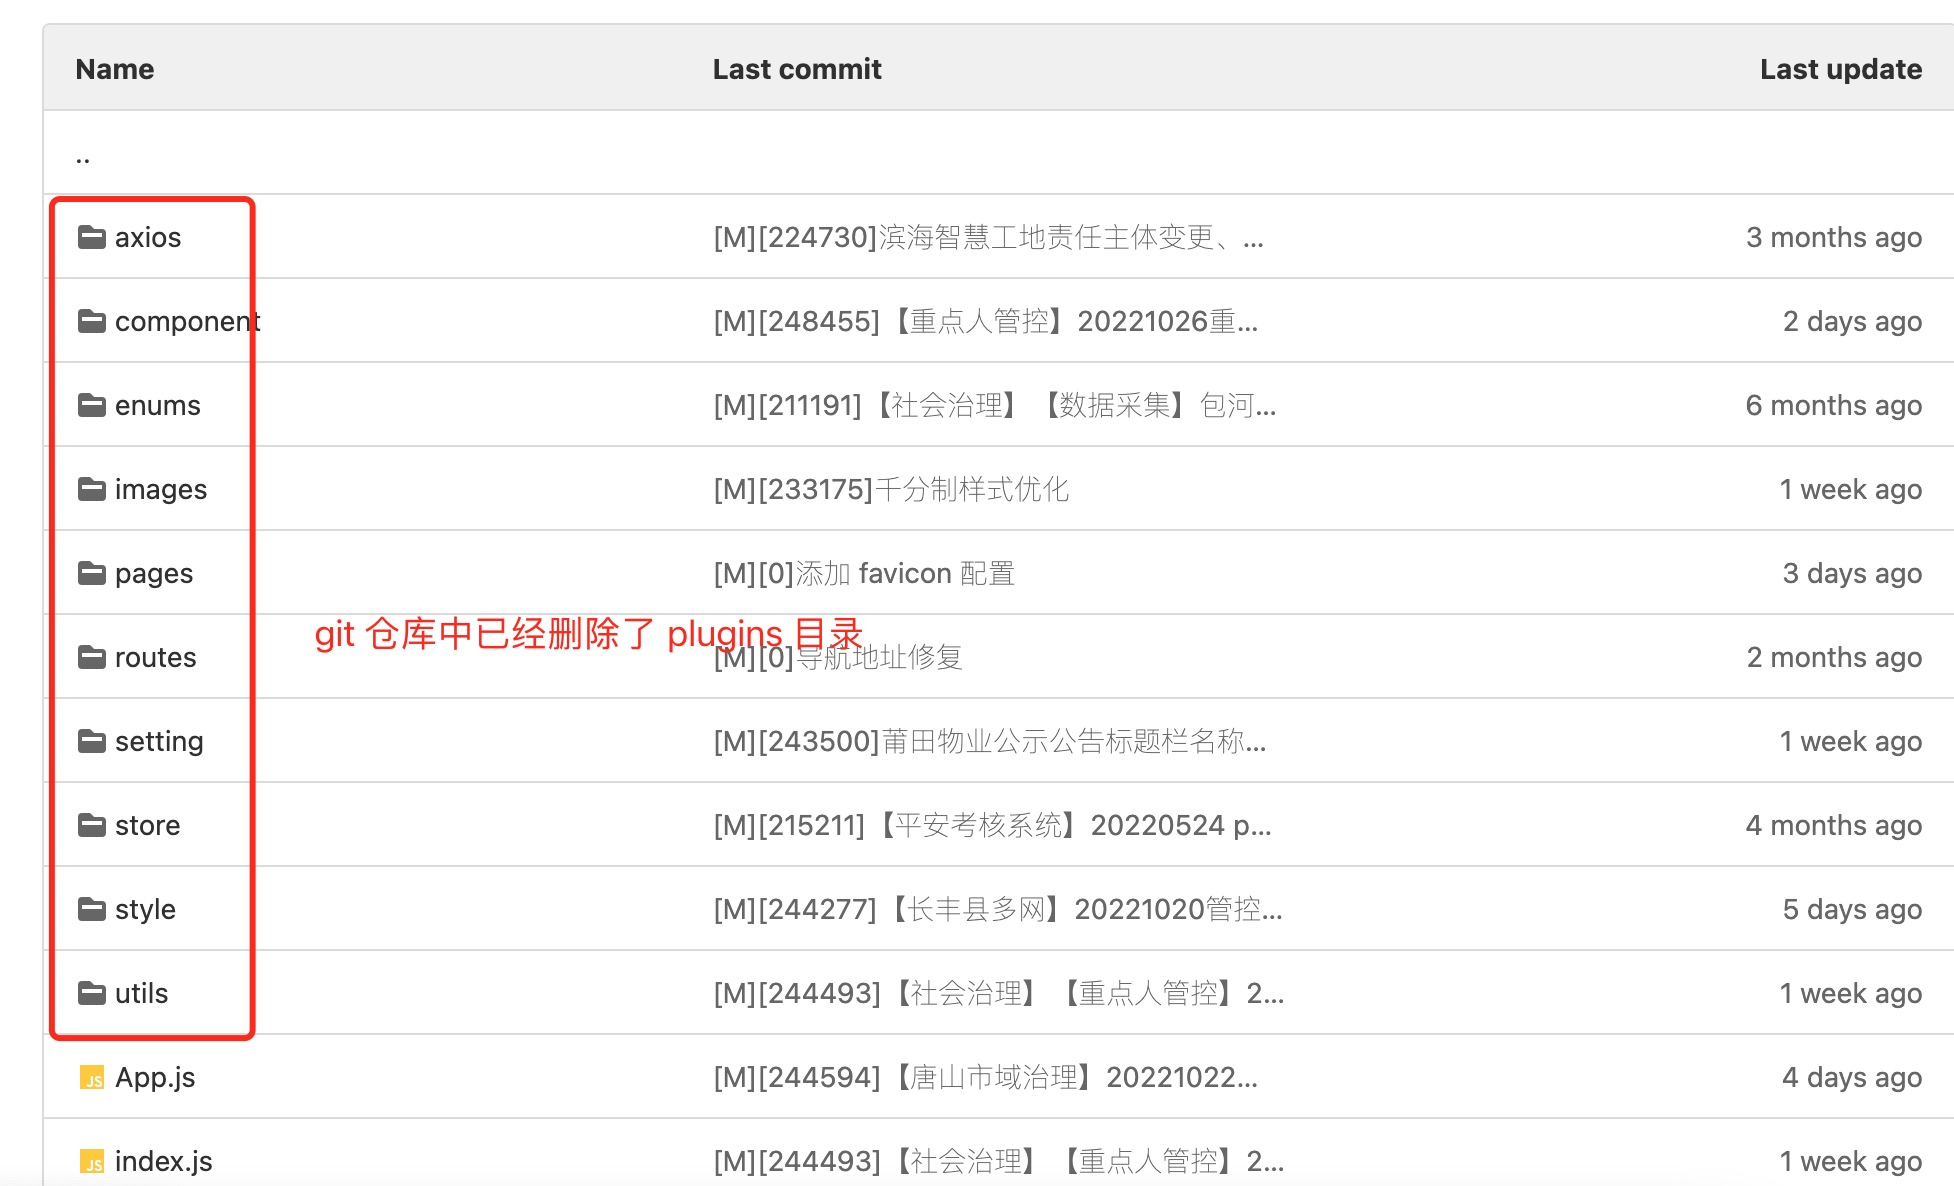 Name Last commit Last update
..
axios [M][224730]滨海智慧工地责任主体变更、... 3 months ago
component [M][248455]【重点人管控】20221026重... 2 days ago
enums [M][211191]【社会治理】【数据采集】包河... 6 months ago
images [M][233175]千分制样式优化 1 week ago
pages [M][0]添加 favicon 配置 3 days ago
git 仓库中已经删除了 plugins 目录
routes [M][0]导航地址修复 2 months ago
setting [M][243500]莆田物业公示公告标题栏名称... 1 week ago
store [M][215211]【平安考核系统】20220524 p... 4 months ago
style [M][244277]【长丰县多网】20221020管控... 5 days ago
utils [M][244493]【社会治理】【重点人管控】2... 1 week ago
JS App.js [M][244594]【唐山市域治理】20221022... 4 days ago
JS index.js [M][244493]【社会治理】【重点人管控】2... 1 week ago